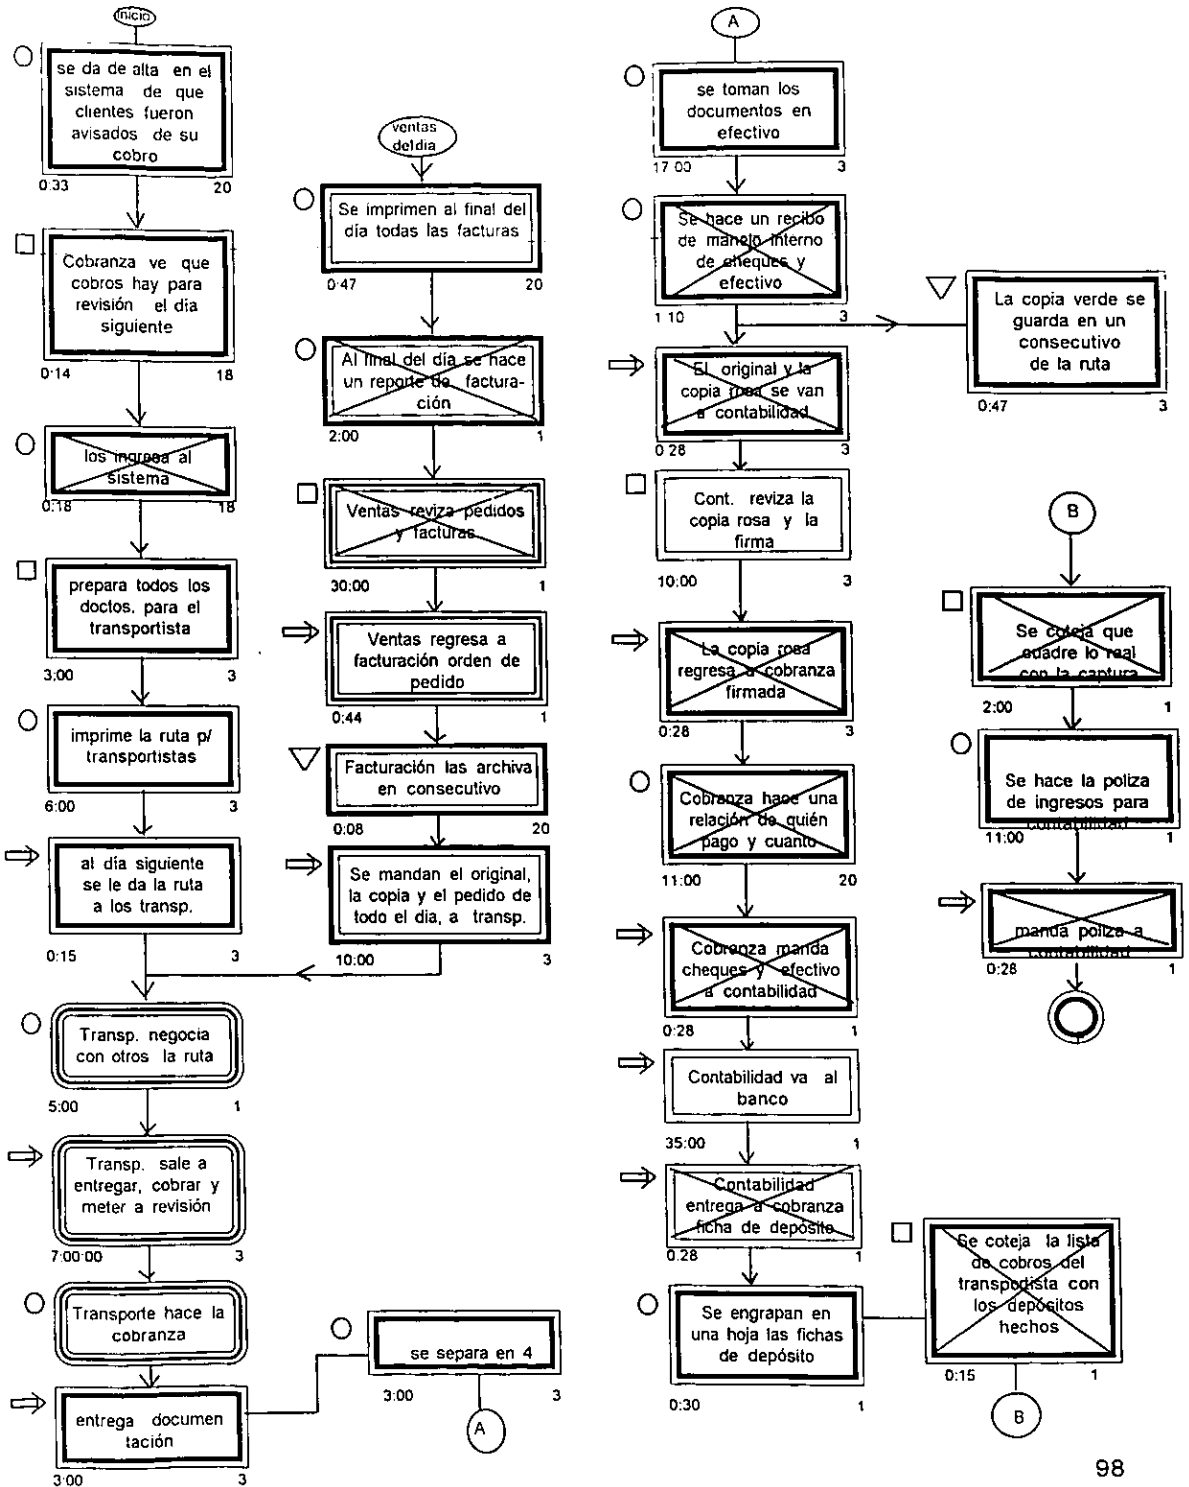 inicio
se da de alta en el
sistema de que
clientes fueron
avisados de su
cobro
0:33 20
Cobranza ve que
cobros hay para
revisión el día
siguiente
0:14 18
los ingresa al
sistema
0:18 18
prepara todos los
doctos, para el
transportista
3:00 3
imprime la ruta p/
transportistas
6:00 3
al día siguiente
se le da la ruta
a los transp.
0:15 3
Transp. negocia
con otros la ruta
5:00 1
Transp. sale a
entregar, cobrar y
meter a revisión
7:00:00 3
Transporte hace la
cobranza
entrega documen
tación
3:00 3
ventas
deldia
Se imprimen al final del
día todas las facturas
0:47 20
Al final del día se hace
un reporte de factura-
ción
2:00 1
Ventas reviza pedidos
y facturas
30:00 1
Ventas regresa a
facturación orden de
pedido
0:44 1
Facturación las archiva
en consecutivo
0:08 20
Se mandan el original,
la copia y el pedido de
todo el dia, a transp.
10:00 3
se separa en 4
3:00 3
A
A
se toman los
documentos en
efectivo
17 00 3
Se hace un recibo
de manejo interno
de cheques y
efectivo
1 10 3
La copia verde se
guarda en un
consecutivo
de la ruta
0:47 3
El original y la
copia rosa se van
a contabilidad
0 28 3
Cont. reviza la
copia rosa y la
firma
10:00 3
La copia rosa
regresa a cobranza
firmada
0:28 3
Cobranza hace una
relación de quién
pago y cuanto
11:00 20
Cobranza manda
cheques y efectivo
a contabilidad
0:28 1
Contabilidad va al
banco
35:00 1
Contabilidad
entrega a cobranza
ficha de depósito
0.28 1
Se engrapan en
una hoja las fichas
de depósito
0:30 1
Se coteja la lista
de cobros del
transportista con
los depósitos
hechos
0:15 1
B
B
Se coteja que
cuadre lo real
con la captura
2:00 1
Se hace la poliza
de ingresos para
contabilidad
11:00 1
manda poliza a
contabilidad
0:28 1
98